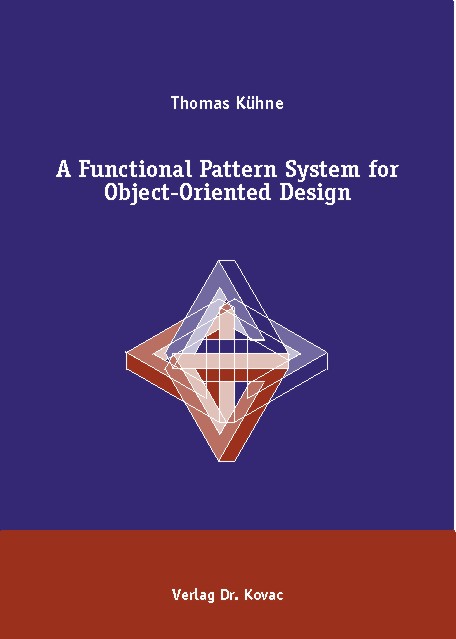 Thomas Kühne
A Functional Pattern System for
Object-Oriented Design
Verlag Dr. Kovac